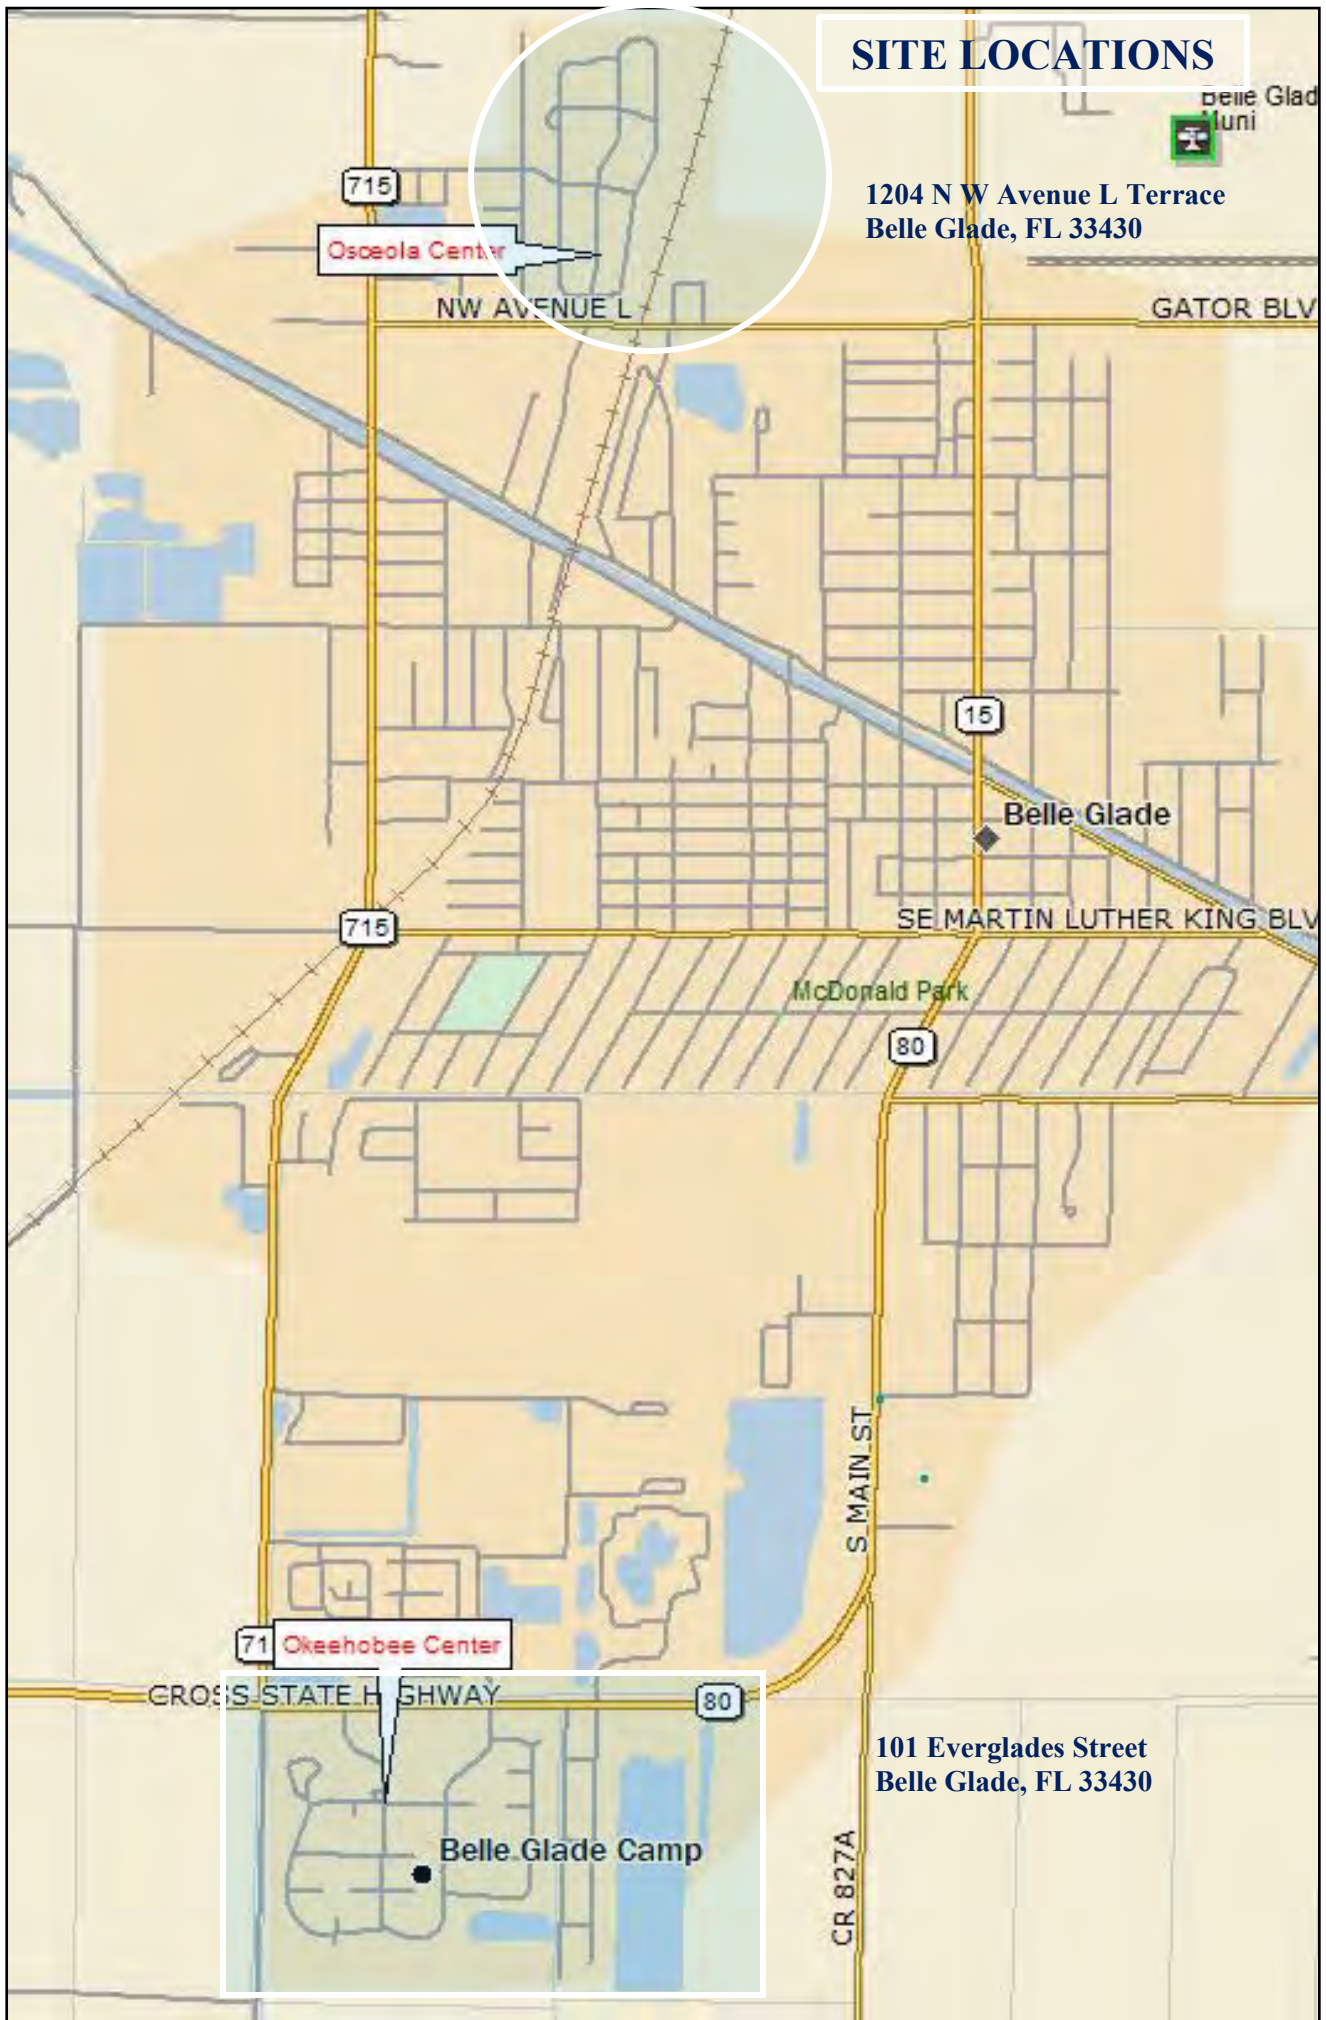 SITE LOCATIONS
Belle Glad
Muni
715
1204 N W Avenue L Terrace
Belle Glade, FL 33430
Osceola Center
NW AVENUE L
GATOR BLV
15
Belle Glade
715
SE MARTIN LUTHER KING BLV
McDonald Park
80
S MAIN ST
71
Okeehobee Center
CROSS STATE HIGHWAY
80
101 Everglades Street
Belle Glade, FL 33430
Belle Glade Camp
CR 827A